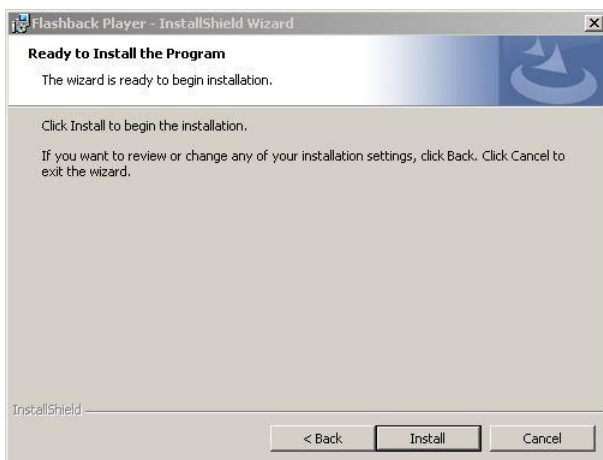 Flashback Player - InstallShield Wizard
Ready to Install the Program
The wizard is ready to begin installation.
Click Install to begin the installation.
If you want to review or change any of your installation settings, click Back. Click Cancel to
exit the wizard.
InstallShield
< Back Install Cancel